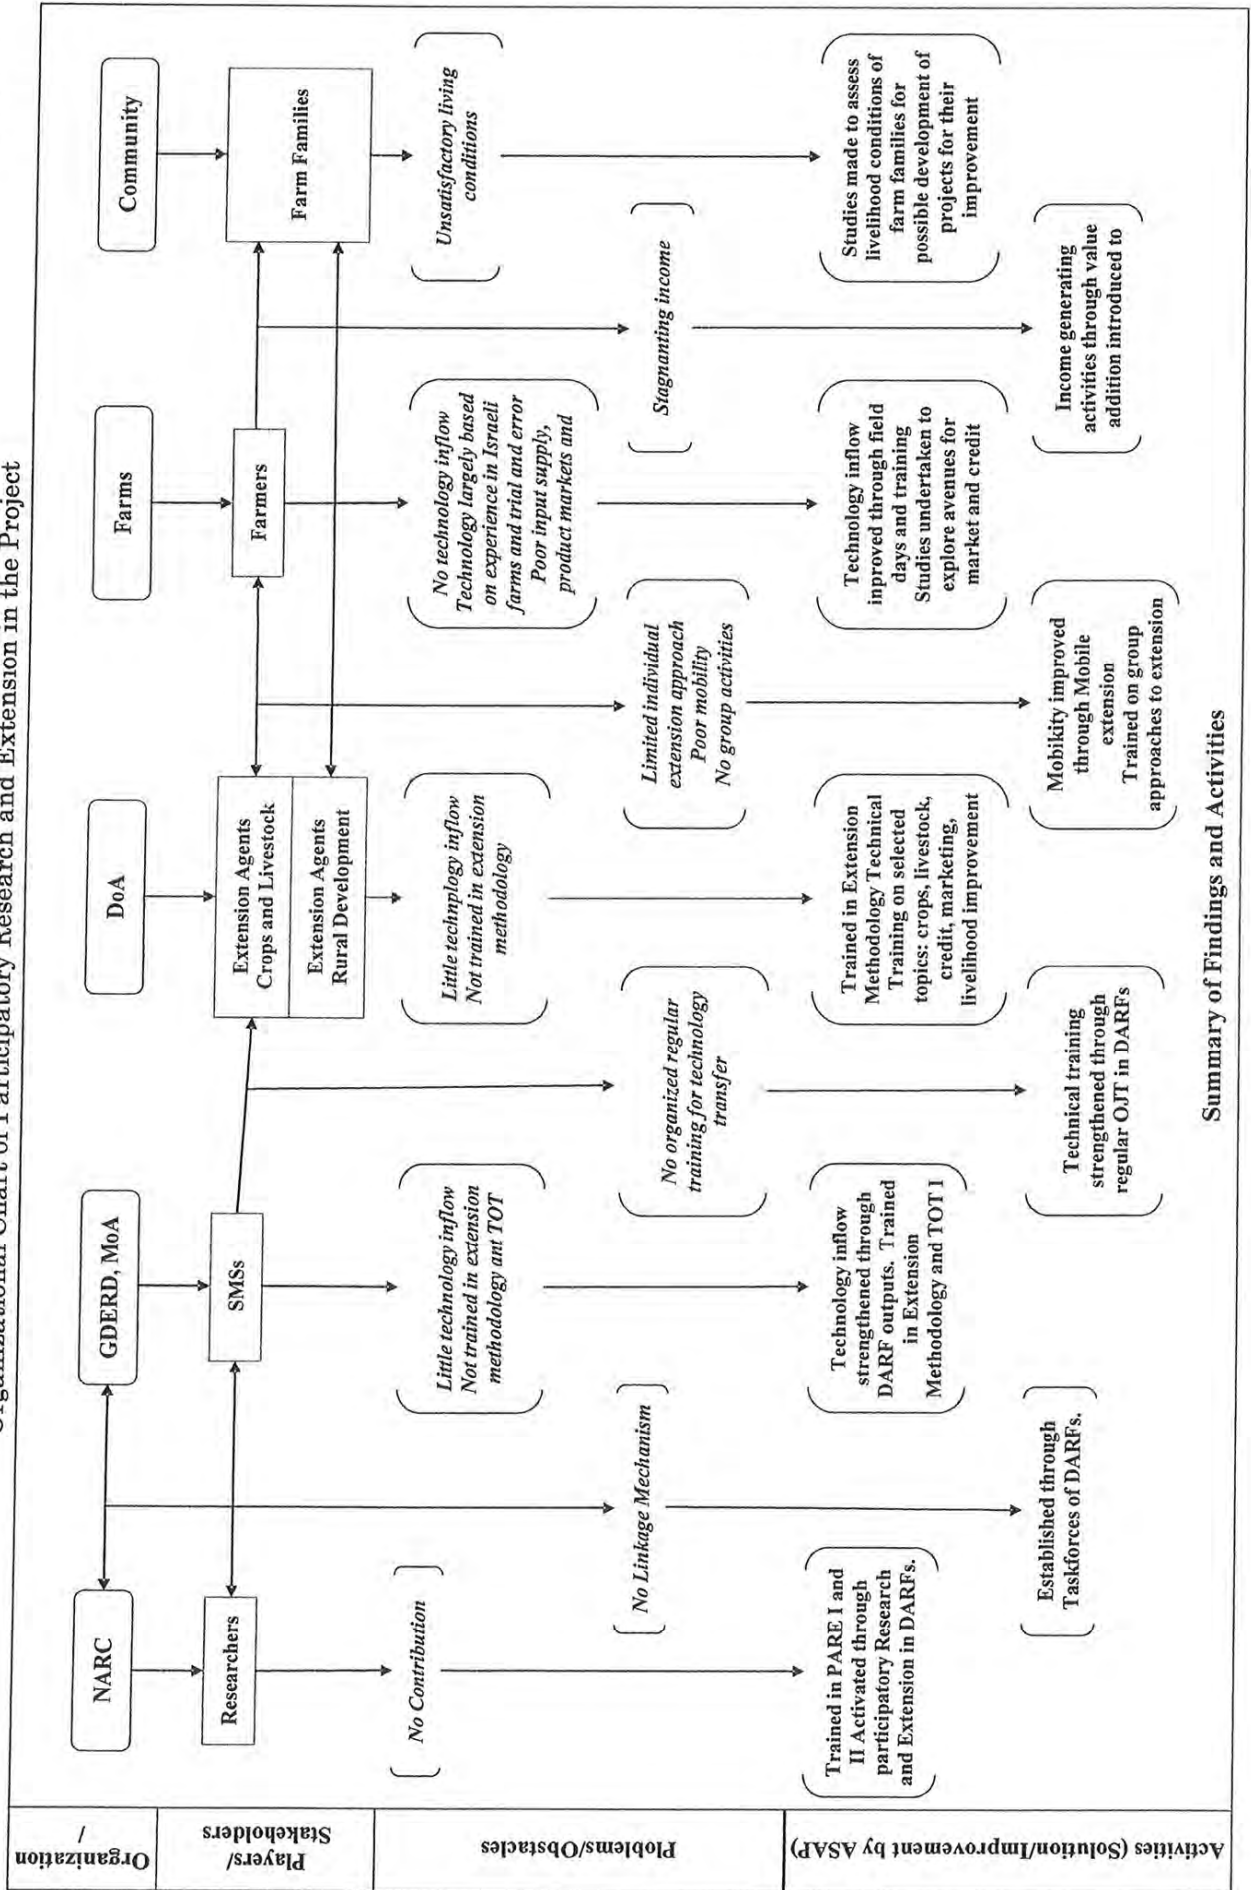 Organizational Chart of Participatory Research and Extension in the Project
Organization
/
NARC
GDERD, MoA
DoA
Farms
Community
Players/
Stakeholders
Researchers
SMSs
Extension Agents
Crops and Livestock
Extension Agents
Rural Development
Farmers
Farm Families
Ploblems/Obstacles
No Contribution
Little technology inflow
Not trained in extension
methodology ant TOT
Little technplogy inflow
Not trained in extension
methodology
No technology inflow
Technology largely based
on experience in Israeli
farms and trial and error
Poor input supply,
product markets and
Unsatisfactory living
conditions
No Linkage Mechanism
No organized regular
training for technology
transfer
Limited individual
extension approach
Poor mobility
No group activities
Stagnanting income
Activities (Solution/Improvement by ASAP)
Trained in PARE I and
II Activated through
participatory Research
and Extension in DARFs.
Technology inflow
strengthened through
DARF outputs. Trained
in Extension
Methodology and TOT I
Trained in Extension
Methodology Technical
Training on selected
topics: crops, livestock,
credit, marketing,
livelihood improvement
Technology inflow
inproved through field
days and training
Studies undertaken to
explore avenues for
market and credit
Studies made to assess
livelihood conditions of
farm families for
possible development of
projects for their
improvement
Established through
Taskforces of DARFs.
Technical training
strengthened through
regular OJT in DARFs
Mobikity improved
through Mobile
extension
Trained on group
approaches to extension
Income generating
activities through value
addition introduced to
Summary of Findings and Activities